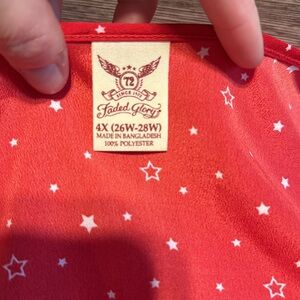 72
SINCE 1972
Faded Glory
4X (26W-28W)
MADE IN BANGLADESH
100% POLYESTER